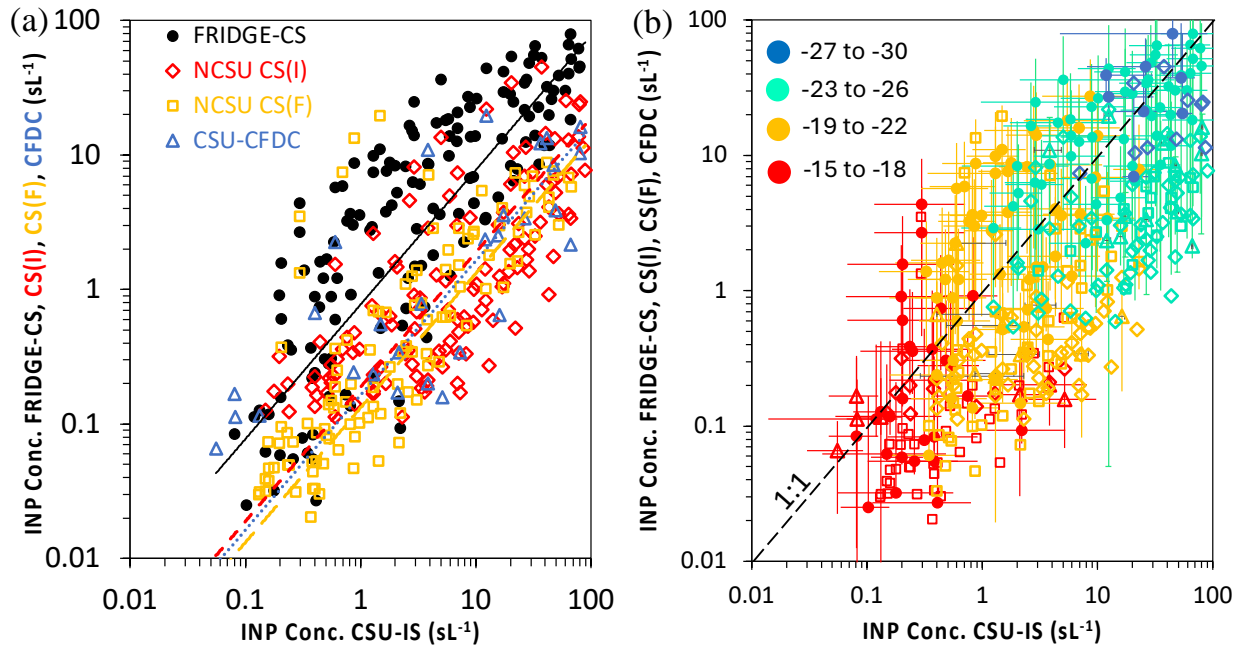 (a)
INP Conc. FRIDGE-CS, CS(I), CS(F), CFDC (sL⁻¹)
100
10
1
0.1
0.01
FRIDGE-CS
NCSU CS(I)
NCSU CS(F)
CSU-CFDC
0.01 0.1 1 10 100
INP Conc. CSU-IS (sL⁻¹)
(b)
INP Conc. FRIDGE-CS, CS(I), CS(F), CFDC (sL⁻¹)
100
10
1
0.1
0.01
-27 to -30
-23 to -26
-19 to -22
-15 to -18
1:1
0.01 0.1 1 10 100
INP Conc. CSU-IS (sL⁻¹)